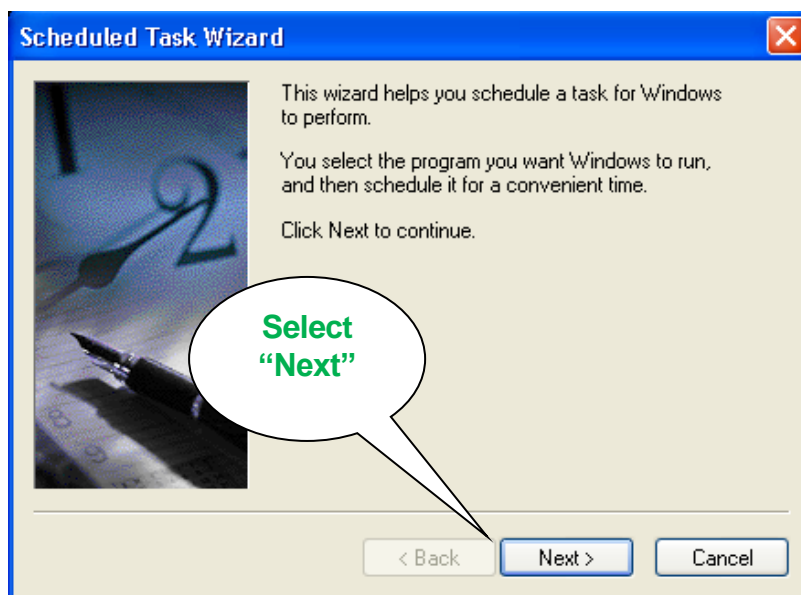 Scheduled Task Wizard
This wizard helps you schedule a task for Windows
to perform.
You select the program you want Windows to run,
and then schedule it for a convenient time.
Click Next to continue.
2
Select
“Next”
< Back
Next >
Cancel